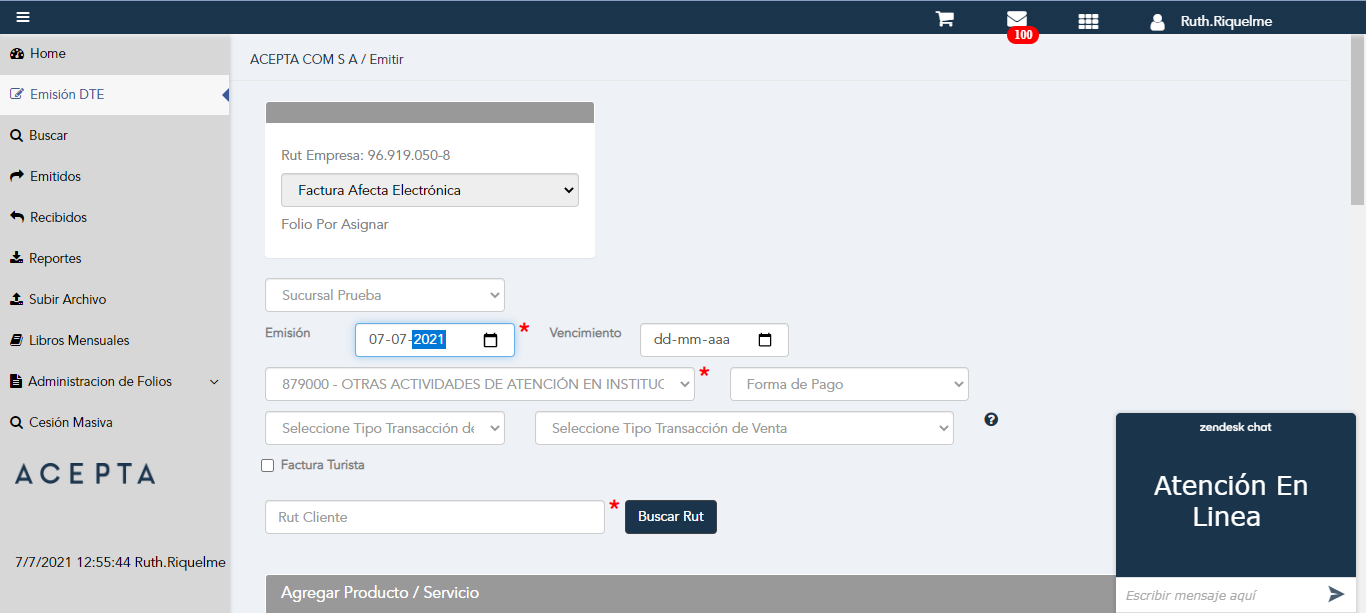 Ruth.Riquelme
100
Home
Emisión DTE
Buscar
Emitidos
Recibidos
Reportes
Subir Archivo
Libros Mensuales
Administracion de Folios
Cesión Masiva
ACEPTA
7/7/2021 12:55:44 Ruth.Riquelme
ACEPTA COM S A / Emitir
Rut Empresa: 96.919.050-8
Factura Afecta Electrónica
Folio Por Asignar
Sucursal Prueba
Emisión 07-07-2021 * Vencimiento dd-mm-aaa
879000 - OTRAS ACTIVIDADES DE ATENCIÓN EN INSTITUC * Forma de Pago
Seleccione Tipo Transacción de Seleccione Tipo Transacción de Venta ?
Factura Turista
Rut Cliente * Buscar Rut
Agregar Producto / Servicio
zendesk chat
Atención En
Linea
Escribir mensaje aquí